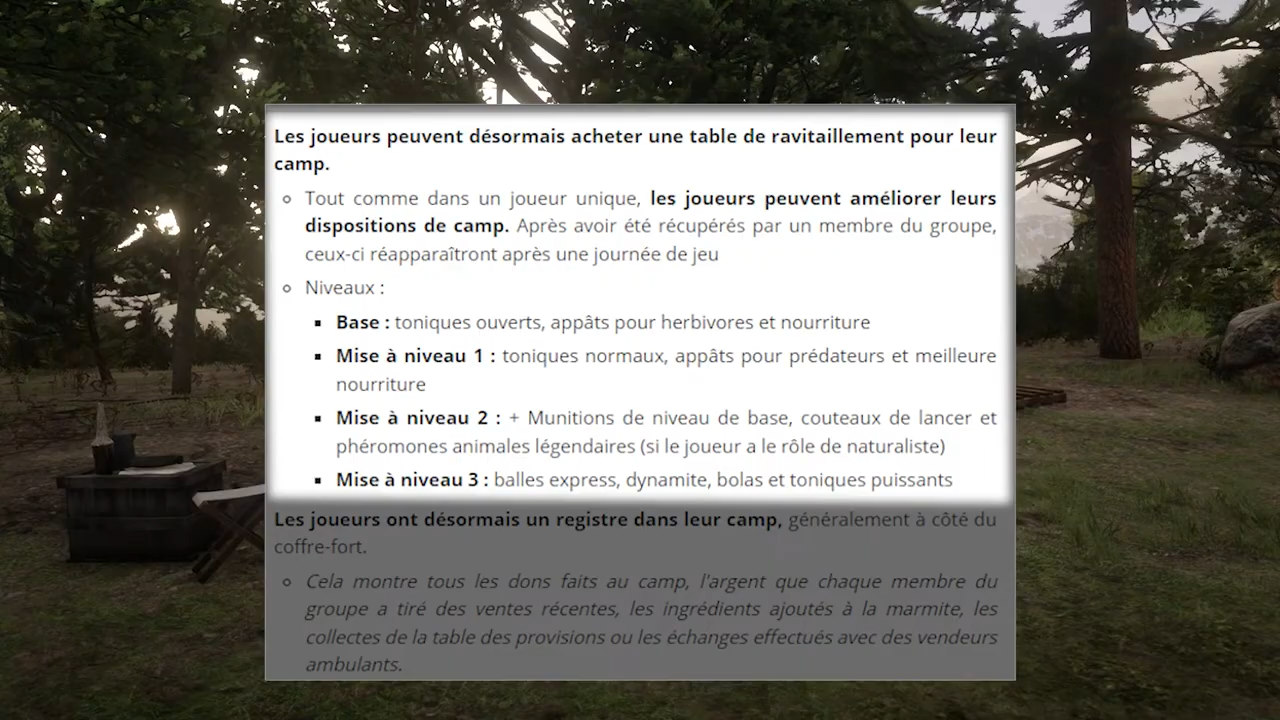 Les joueurs peuvent désormais acheter une table de ravitaillement pour leur
camp.
Tout comme dans un joueur unique, les joueurs peuvent améliorer leurs
dispositions de camp. Après avoir été récupérés par un membre du groupe,
ceux-ci réapparaîtront après une journée de jeu
Niveaux :
Base : toniques ouverts, appâts pour herbivores et nourriture
Mise à niveau 1 : toniques normaux, appâts pour prédateurs et meilleure
nourriture
Mise à niveau 2 : + Munitions de niveau de base, couteaux de lancer et
phéromones animales légendaires (si le joueur a le rôle de naturaliste)
Mise à niveau 3 : balles express, dynamite, bolas et toniques puissants
Les joueurs ont désormais un registre dans leur camp, généralement à côté du
coffre-fort.
Cela montre tous les dons faits au camp, l'argent que chaque membre du
groupe a tiré des ventes récentes, les ingrédients ajoutés à la marmite, les
collectes de la table des provisions ou les échanges effectués avec des vendeurs
ambulants.